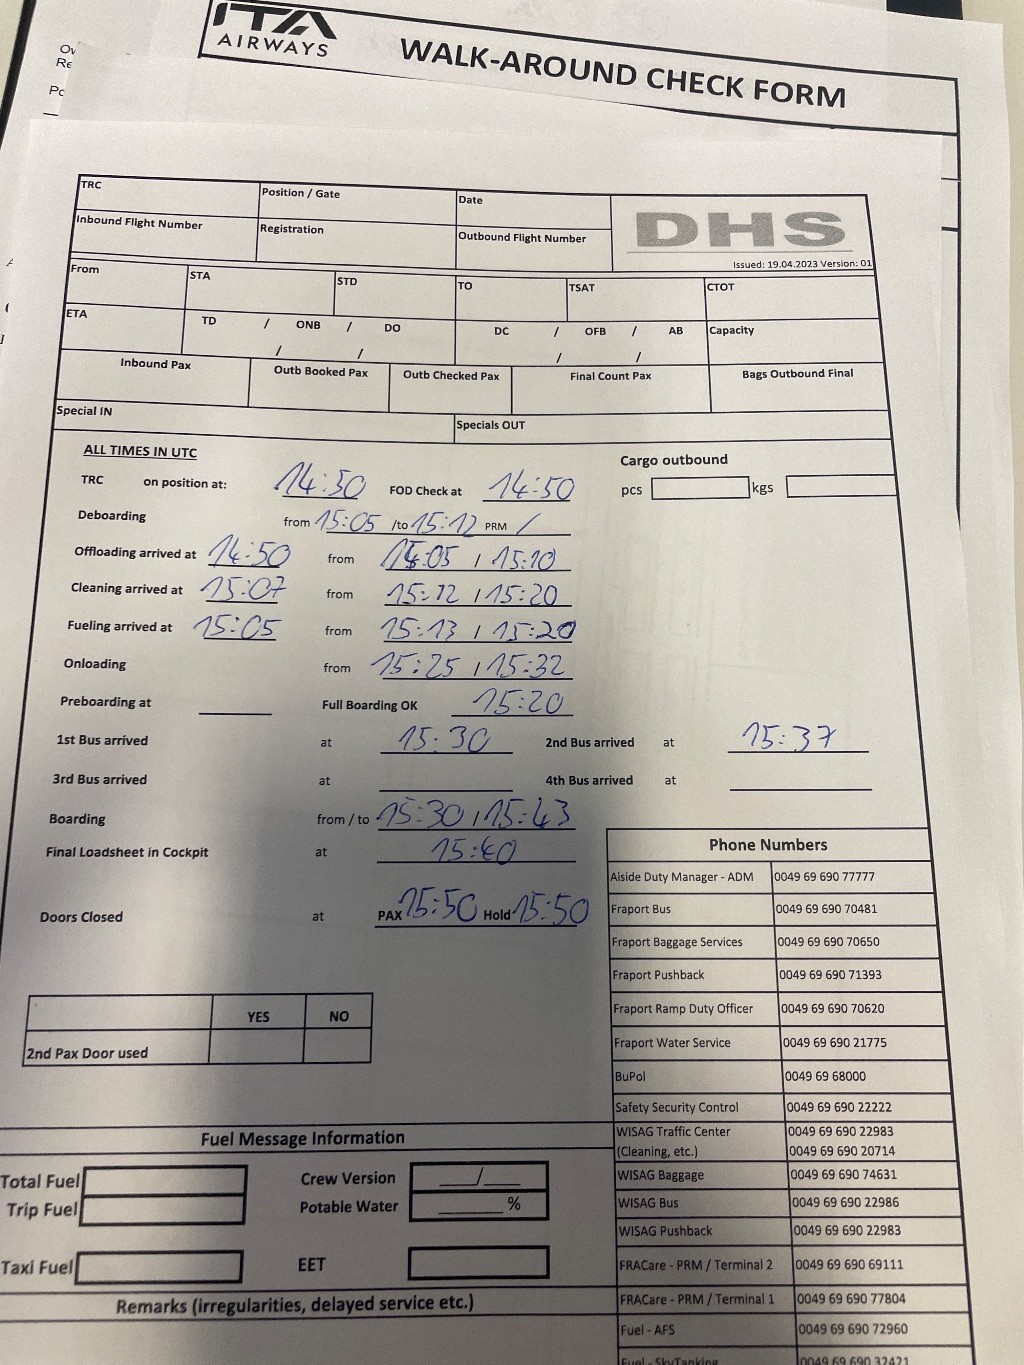 ITA
AIRWAYS
WALK-AROUND CHECK FORM
TRC
Position / Gate
Date
DHS
Issued: 19.04.2023 Version: 01
Inbound Flight Number
Registration
Outbound Flight Number
From
STA
STD
TO
TSAT
CTOT
ETA
TD / ONB / DO
/ /
DC / OFB / AB
/ /
Capacity
Inbound Pax
Outb Booked Pax
Outb Checked Pax
Final Count Pax
Bags Outbound Final
Special IN
Specials OUT
ALL TIMES IN UTC
Cargo outbound
pcs kgs
TRC on position at: 14:50 FOD Check at 14:50
Deboarding from 15:05 /to 15:12 PRM /
Offloading arrived at 14:50 from 15:05 / 15:10
Cleaning arrived at 15:07 from 15:12 / 15:20
Fueling arrived at 15:05 from 15:13 / 15:20
Onloading from 15:25 / 15:32
Preboarding at Full Boarding OK 15:20
1st Bus arrived at 15:30 2nd Bus arrived at 15:37
3rd Bus arrived at 4th Bus arrived at
Boarding from / to 15:30 / 15:43
Final Loadsheet in Cockpit at 15:40
Doors Closed at PAX 15:50 Hold 15:50
YES NO
2nd Pax Door used
Phone Numbers
Aiside Duty Manager - ADM 0049 69 690 77777
Fraport Bus 0049 69 690 70481
Fraport Baggage Services 0049 69 690 70650
Fraport Pushback 0049 69 690 71393
Fraport Ramp Duty Officer 0049 69 690 70620
Fraport Water Service 0049 69 690 21775
BuPol 0049 69 68000
Safety Security Control 0049 69 690 22222
WISAG Traffic Center 0049 69 690 22983
(Cleaning, etc.) 0049 69 690 20714
WISAG Baggage 0049 69 690 74631
WISAG Bus 0049 69 690 22986
WISAG Pushback 0049 69 690 22983
FRACare - PRM / Terminal 2 0049 69 690 69111
FRACare - PRM / Terminal 1 0049 69 690 77804
Fuel - AFS 0049 69 690 72960
Fuel - SkyTanking 0049 69 690 32421
Fuel Message Information
Total Fuel Crew Version /
Trip Fuel Potable Water %
Taxi Fuel EET
Remarks (irregularities, delayed service etc.)